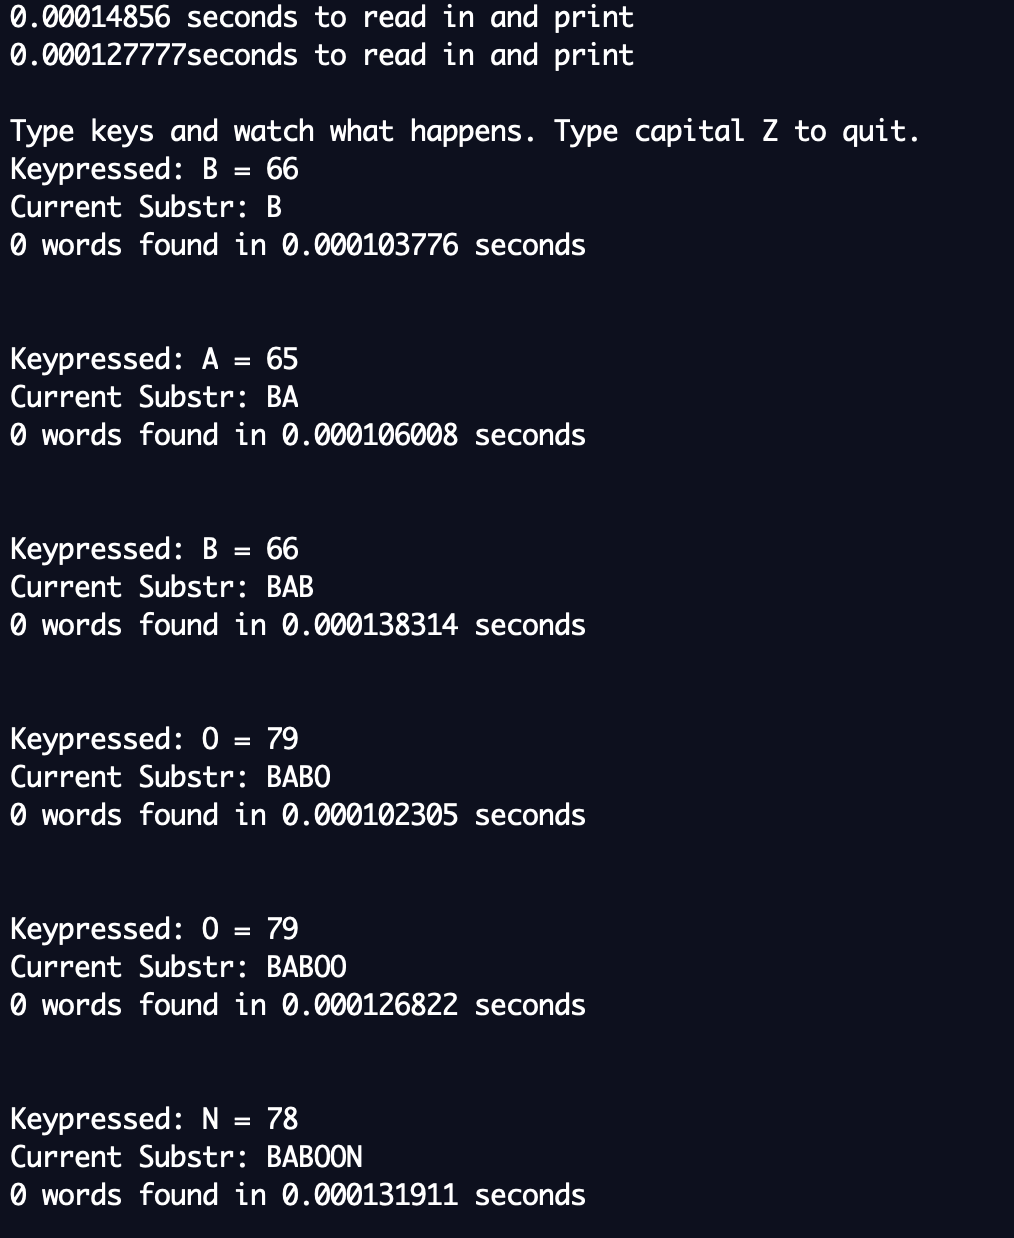 0.00014856 seconds to read in and print
0.000127777seconds to read in and print
Type keys and watch what happens. Type capital Z to quit.
Keypressed: B = 66
Current Substr: B
0 words found in 0.000103776 seconds
Keypressed: A = 65
Current Substr: BA
0 words found in 0.000106008 seconds
Keypressed: B = 66
Current Substr: BAB
0 words found in 0.000138314 seconds
Keypressed: O = 79
Current Substr: BABO
0 words found in 0.000102305 seconds
Keypressed: O = 79
Current Substr: BABOO
0 words found in 0.000126822 seconds
Keypressed: N = 78
Current Substr: BABOON
0 words found in 0.000131911 seconds